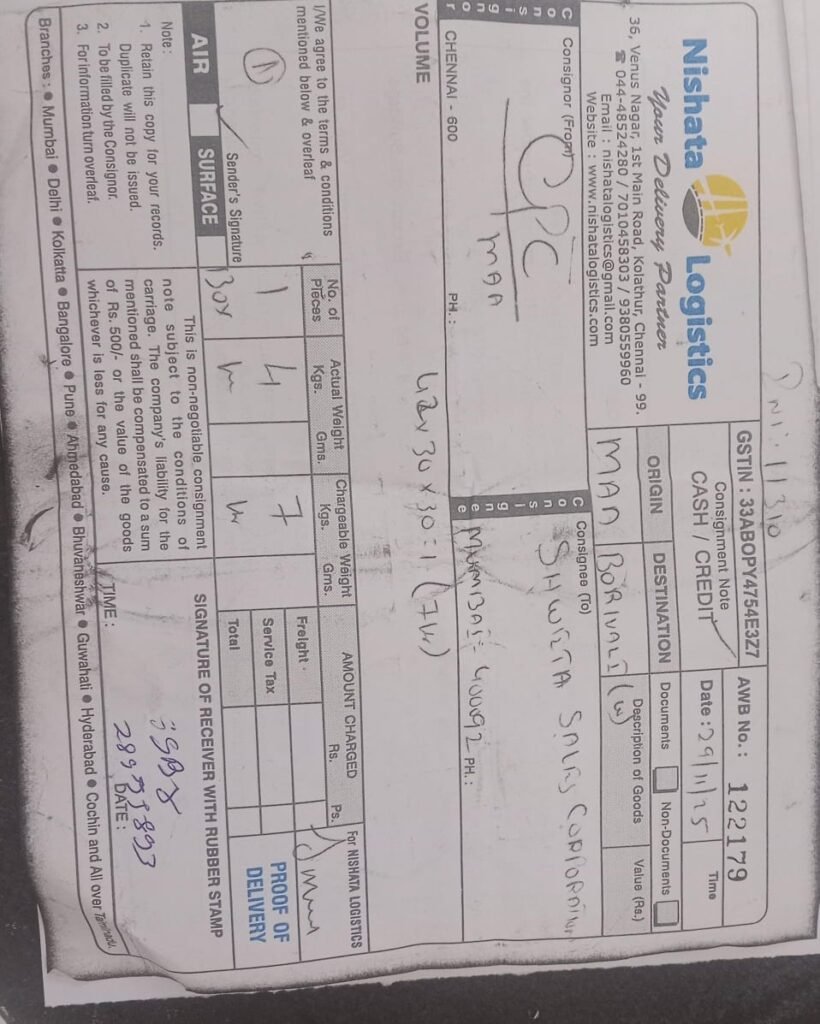 Nishata Logistics
Your Delivery Partner
36, Venus Nagar, 1st Main Road, Kolathur, Chennai - 99.
☎ 044-48524280 / 7010458303 / 9380559960
Email : nishatalogistics@gmail.com
Website : www.nishatalogistics.com
GSTIN : 33ABOPY4754E3Z7
Consignment Note
CASH / CREDIT ✓
AWB No. : 122179
Date : 29/11/25
Time
ORIGIN
DESTINATION
Documents
Non-Documents
MAA
BORIVALI (W)
Description of Goods
Value (Rs.)
Consignor
Consignor (From)
CPC
MAA
CHENNAI - 600
PH. :
Consignee
Consignee (To)
SHWETA SALES CORPORATION
MUMBAI : 400092
PH. :
VOLUME
42x30x30=1 (7k)
I/We agree to the terms & conditions
mentioned below & overleaf
1
Sender's Signature
AIR
SURFACE
No. of
Pieces
Actual Weight
Kgs. Gms.
Chargeable Weight
Kgs. Gms.
AMOUNT CHARGED
Rs. Ps.
1
4
7
Box
Freight
Service Tax
Total
For NISHATA LOGISTICS
PROOF OF
DELIVERY
Note:
1. Retain this copy for your records.
Duplicate will not be issued.
2. To be filled by the Consignor.
3. For information turn overleaf.
This is non-negotiable consignment
note subject to the conditions of
carriage. The company's liability for the
mentioned shall be compensated to a sum
of Rs. 500/- or the value of the goods
whichever is less for any cause.
SIGNATURE OF RECEIVER WITH RUBBER STAMP
TIME :
DATE :
Branches : ● Mumbai ● Delhi ● Kolkatta ● Bangalore ● Pune ● Ahmedabad ● Bhuvaneshwar ● Guwahati ● Hyderabad ● Cochin and All over Tamilnadu